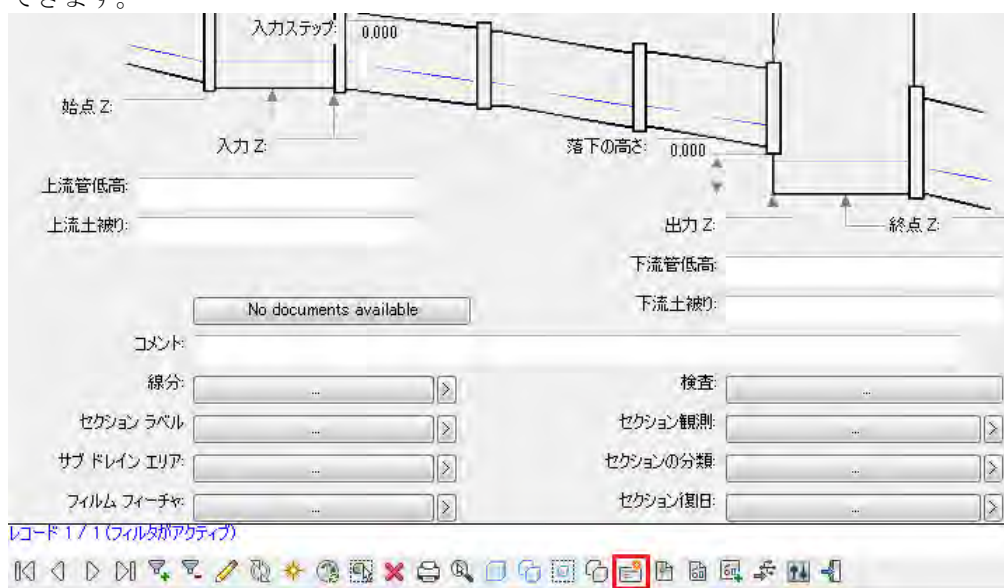 できます。
入力ステップ: 0.000
始点 Z:
入力 Z:
落下の高さ: 0.000
上流管低高:
上流土被り:
出力 Z:
終点 Z:
下流管低高:
下流土被り:
No documents available
コメント:
線分: ... >
検査: ...
セクション ラベル ... >
セクション観測: ... >
サブ ドレイン エリア: ... >
セクションの分類: ... >
フィルム フィーチャ: ... >
セクション復旧: ... >
レコード 1 / 1 (フィルタがアクティブ)